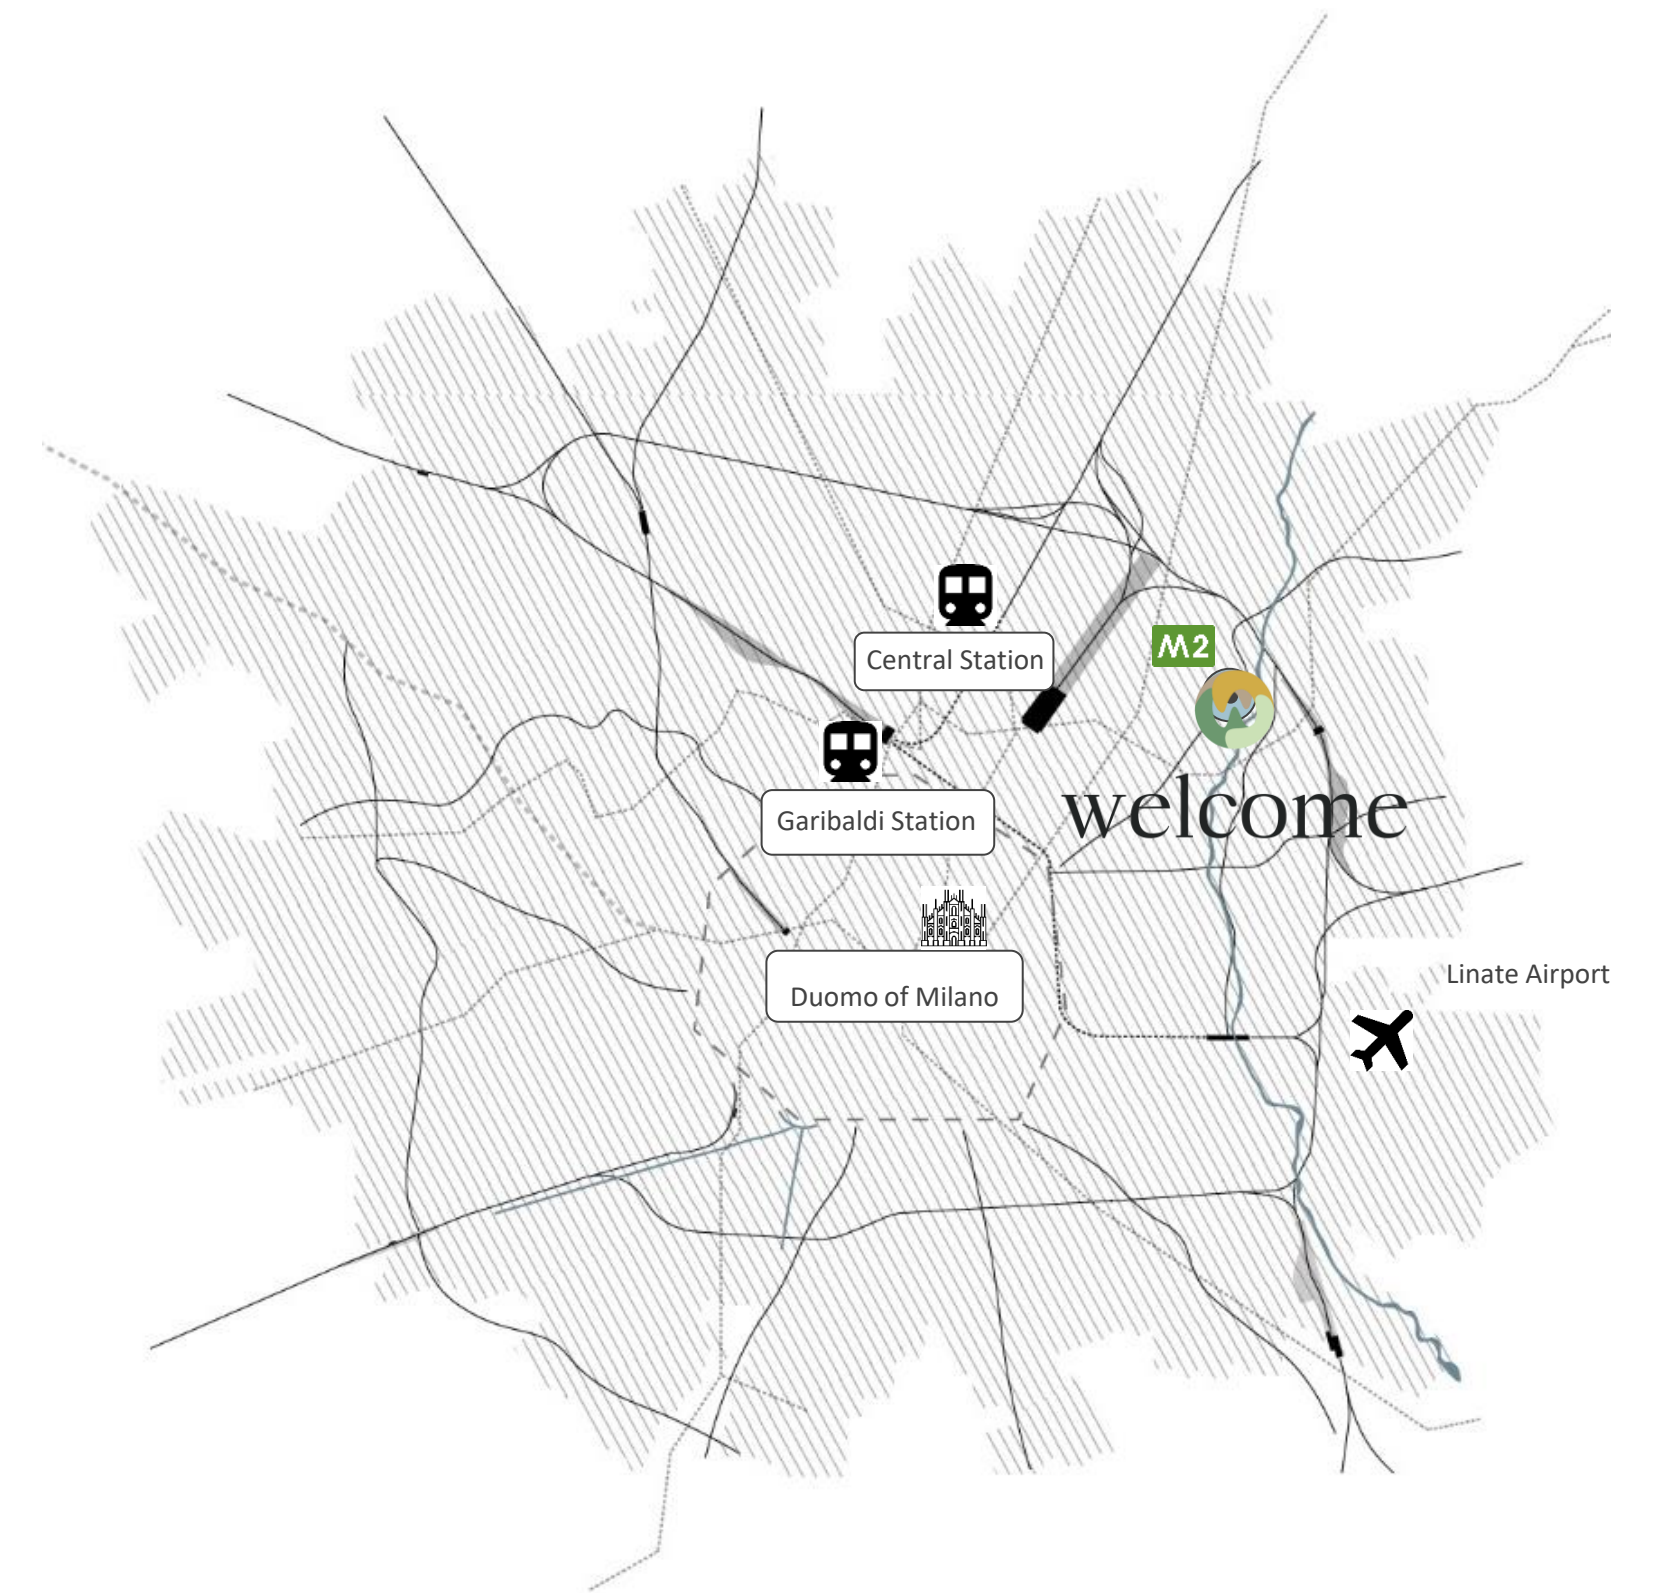 M2
Central Station
welcome
Garibaldi Station
Duomo of Milano
Linate Airport